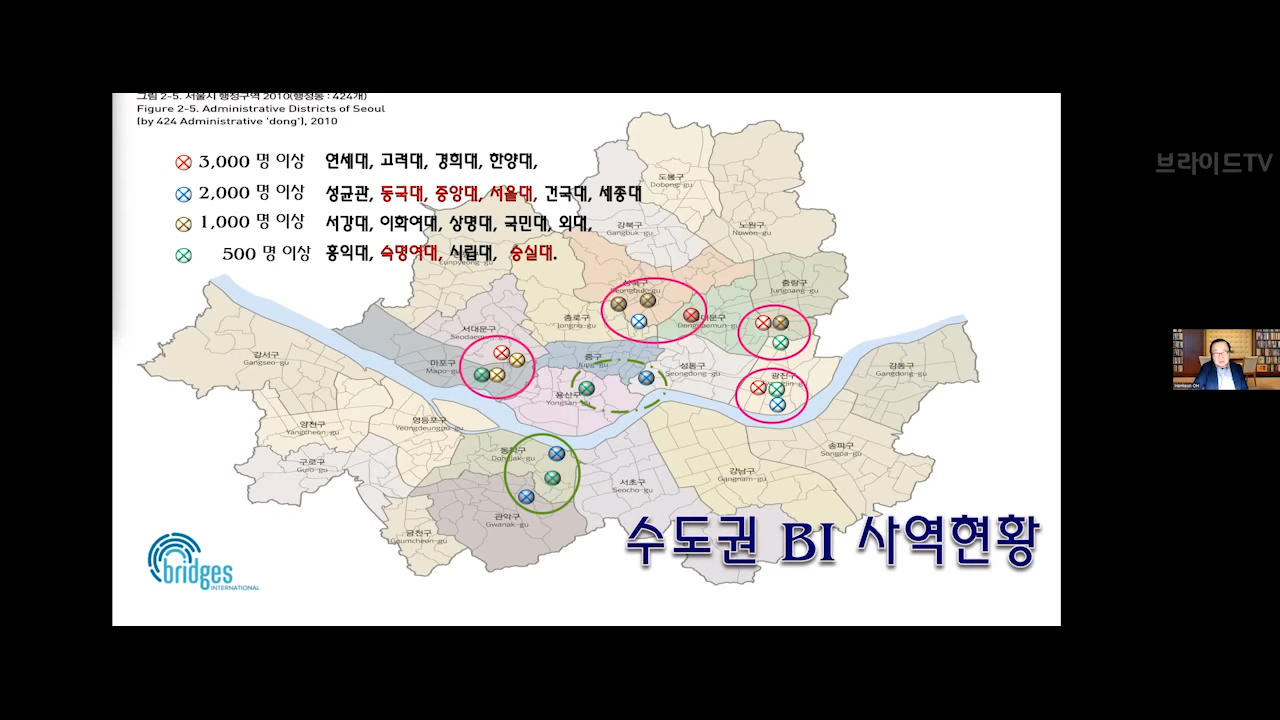 그림 2-5. 서울시 행정구역 2010(행정동 : 424개)
Figure 2-5. Administrative Districts of Seoul
(by 424 Administrative 'dong'), 2010
3,000 명 이상 연세대, 고려대, 경희대, 한양대,
2,000 명 이상 성균관, 동국대, 중앙대, 서울대, 건국대, 세종대
1,000 명 이상 서강대, 이화여대, 상명대, 국민대, 외대,
500 명 이상 홍익대, 숙명여대, 시립대, 숭실대.
브라이드TV
도봉구
Dobong-gu
강북구
Gangbuk-gu
노원구
Nowon-gu
Eunpyeong-gu
성북구
Seongbuk-gu
중랑구
Jungnang-gu
종로구
Jongno-gu
대문구
Dongdaemun-gu
서대문구
Seodaemun-gu
마포구
Mapo-gu
중구
Jung-gu
성동구
Seongdong-gu
광진구
강동구
Gangdong-gu
강서구
Gangseo-gu
용산구
Yongsan-gu
양천구
Yangcheon-gu
영등포구
Yeongdeungpo-gu
동작구
Dongjak-gu
송파구
Songpa-gu
구로구
Guro-gu
서초구
Seocho-gu
강남구
Gangnam-gu
관악구
Gwanak-gu
금천구
Geumcheon-gu
수도권 BI 사역현황
bridges
INTERNATIONAL
Harrison OH